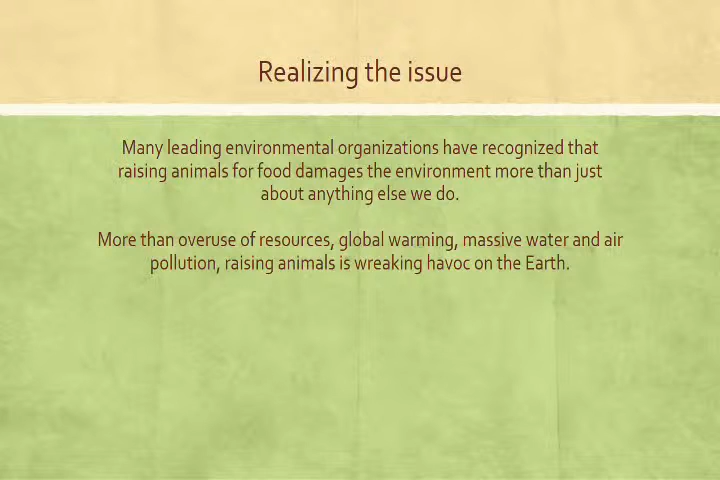 Realizing the issue
Many leading environmental organizations have recognized that
raising animals for food damages the environment more than just
about anything else we do.
More than overuse of resources, global warming, massive water and air
pollution, raising animals is wreaking havoc on the Earth.